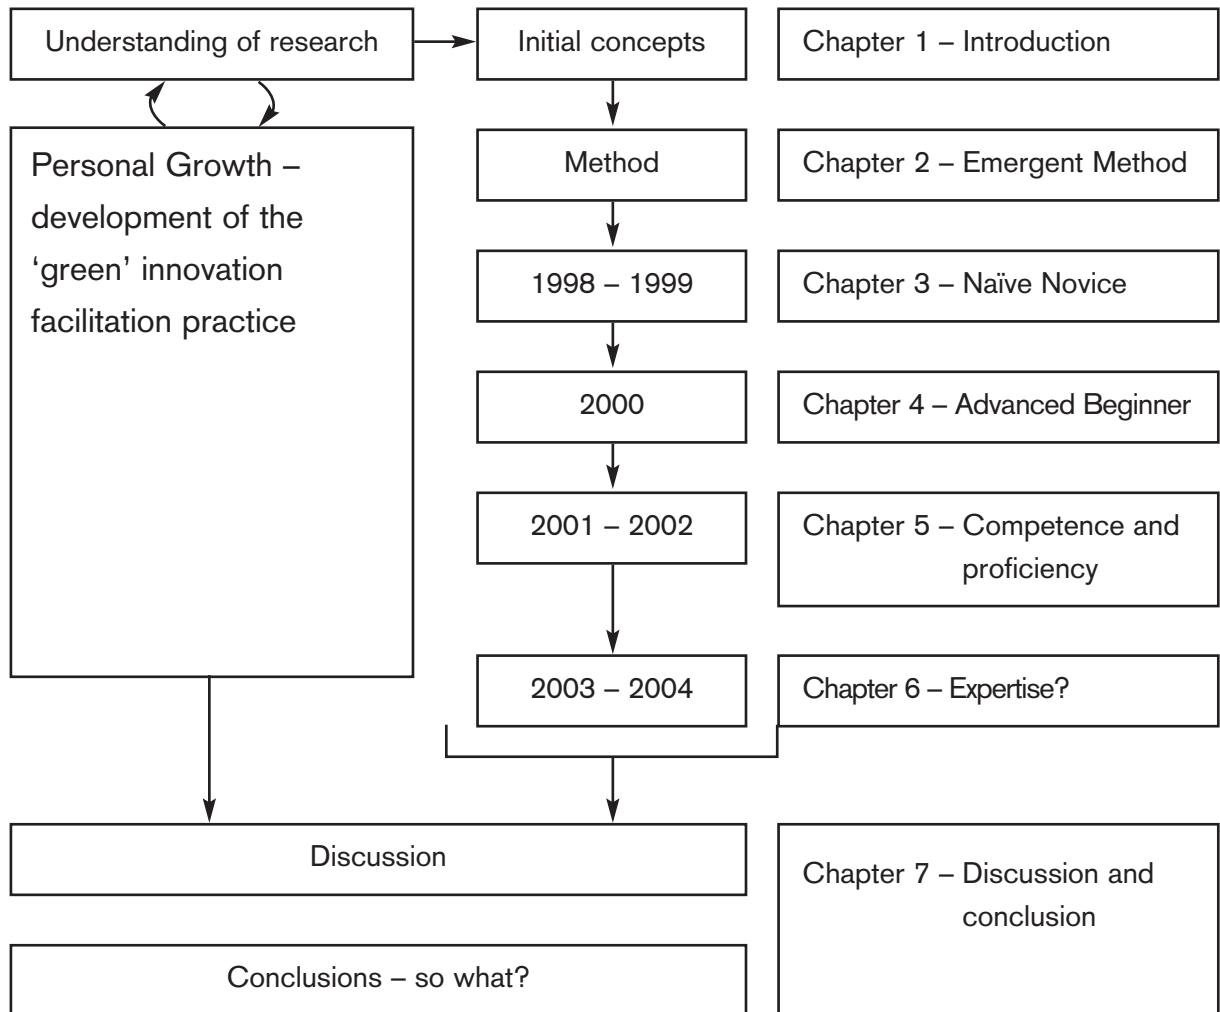 Understanding of research
Initial concepts
Chapter 1 – Introduction
Personal Growth –
development of the
‘green’ innovation
facilitation practice
Method
Chapter 2 – Emergent Method
1998 – 1999
Chapter 3 – Naïve Novice
2000
Chapter 4 – Advanced Beginner
2001 – 2002
Chapter 5 – Competence and
proficiency
2003 – 2004
Chapter 6 – Expertise?
Discussion
Chapter 7 – Discussion and
conclusion
Conclusions – so what?